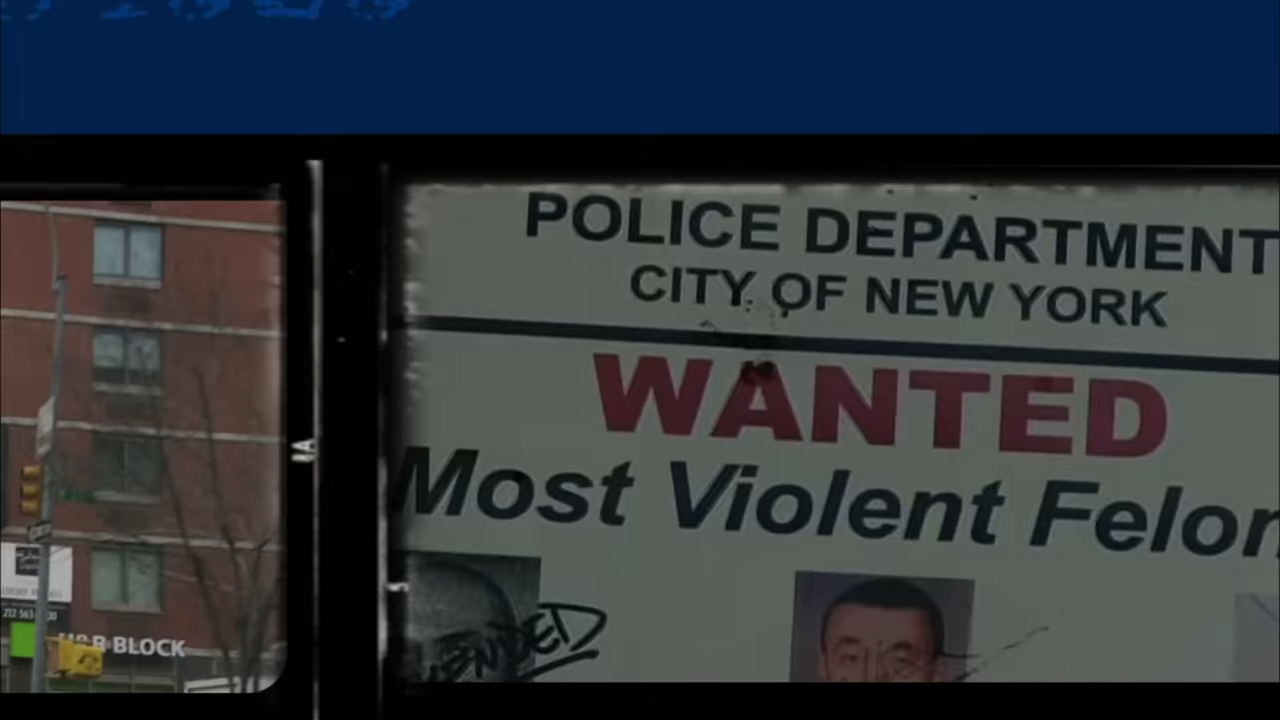 POLICE DEPARTMENT
CITY OF NEW YORK
WANTED
Most Violent Felon
H&R BLOCK